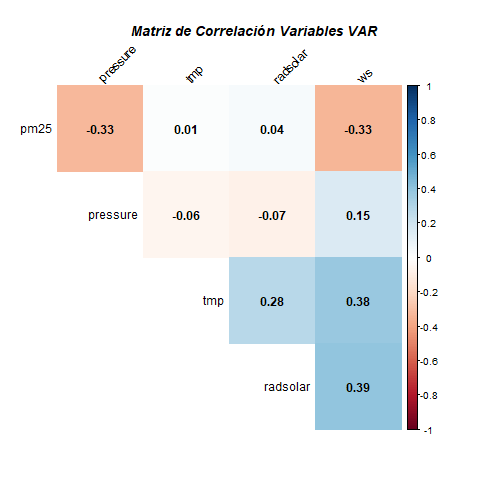 Matriz de Correlación Variables VAR
pressure
tmp
radsolar
ws
pm25
-0.33
0.01
0.04
-0.33
pressure
-0.06
-0.07
0.15
tmp
0.28
0.38
radsolar
0.39
1
0.8
0.6
0.4
0.2
0
-0.2
-0.4
-0.6
-0.8
-1